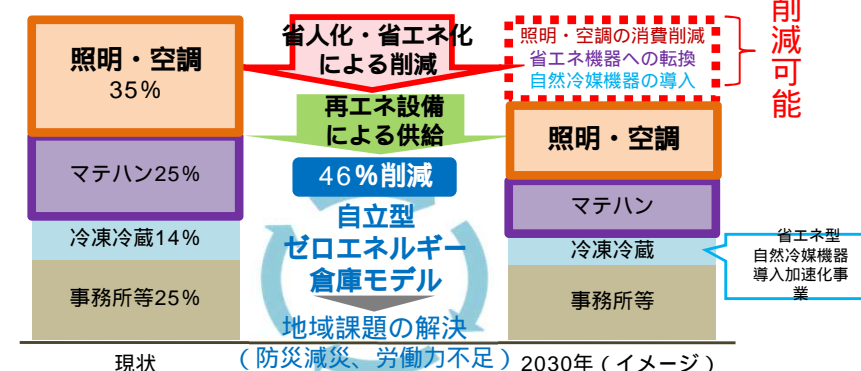 照明・空調
35%
マテハン25%
冷凍冷蔵14%
事務所等25%
現状
省人化・省エネ化
による削減
再エネ設備
による供給
46%削減
自立型
ゼロエネルギー
倉庫モデル
地域課題の解決
（防災減災、労働力不足）
照明・空調の消費削減
省エネ機器への転換
自然冷媒機器の導入
削減可能
照明・空調
マテハン
冷凍冷蔵
事務所等
2030年（イメージ）
省エネ型
自然冷媒機器
導入加速化事
業